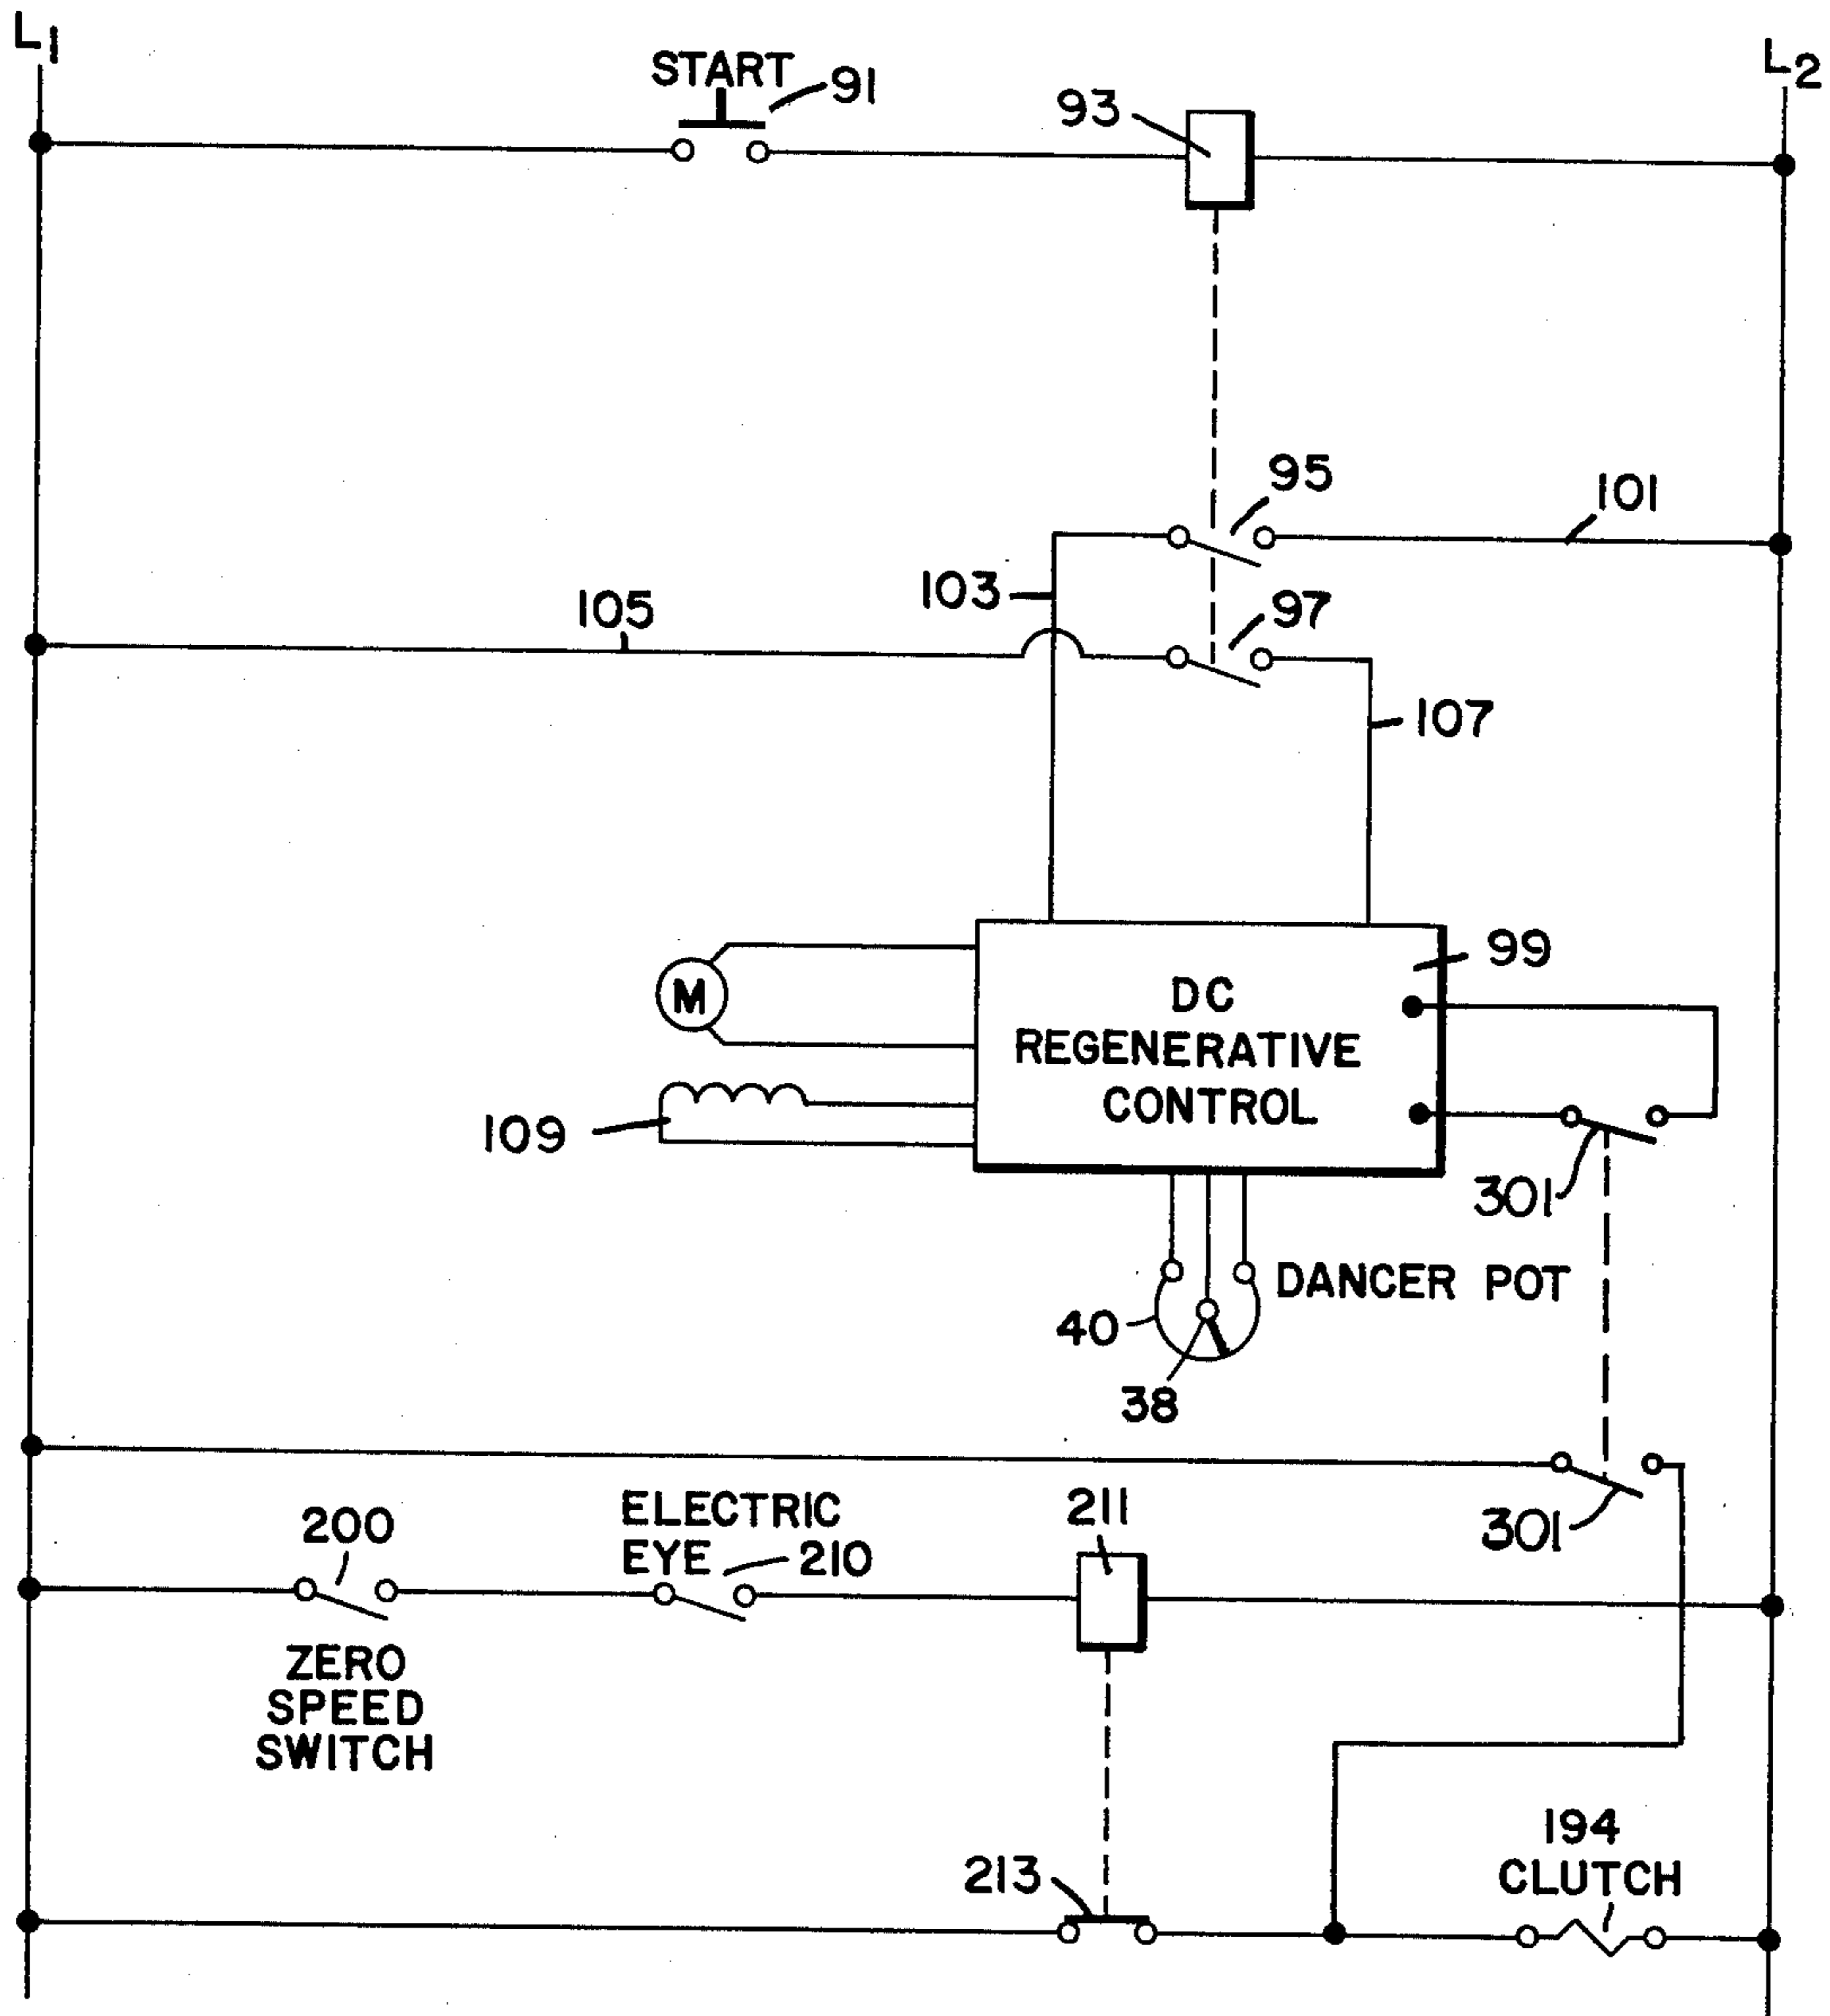 L1
L2
START
91
93
95
101
103
105
97
107
99
M
DC
REGENERATIVE
CONTROL
109
301
DANCER POT
40
38
301
200
ELECTRIC
EYE 210
211
ZERO
SPEED
SWITCH
194
CLUTCH
213